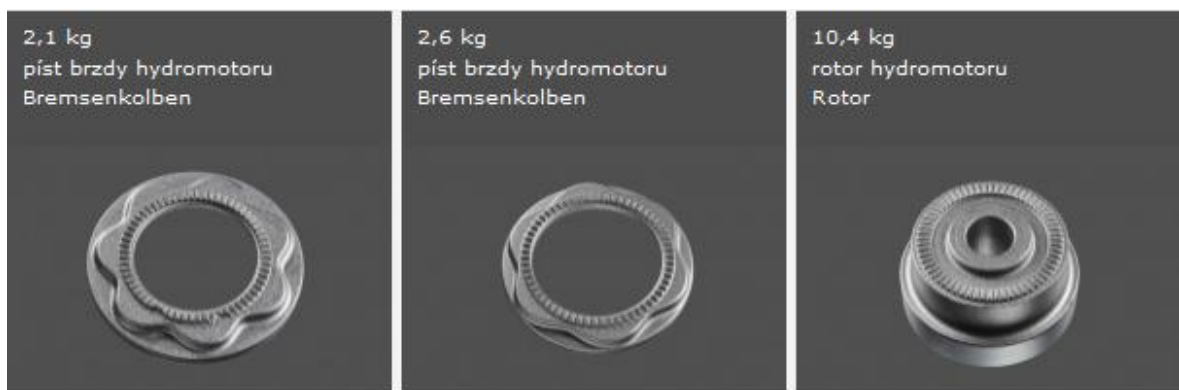 2,1 kg
píst brzdy hydromotoru
Bremsenkolben
2,6 kg
píst brzdy hydromotoru
Bremsenkolben
10,4 kg
rotor hydromotoru
Rotor